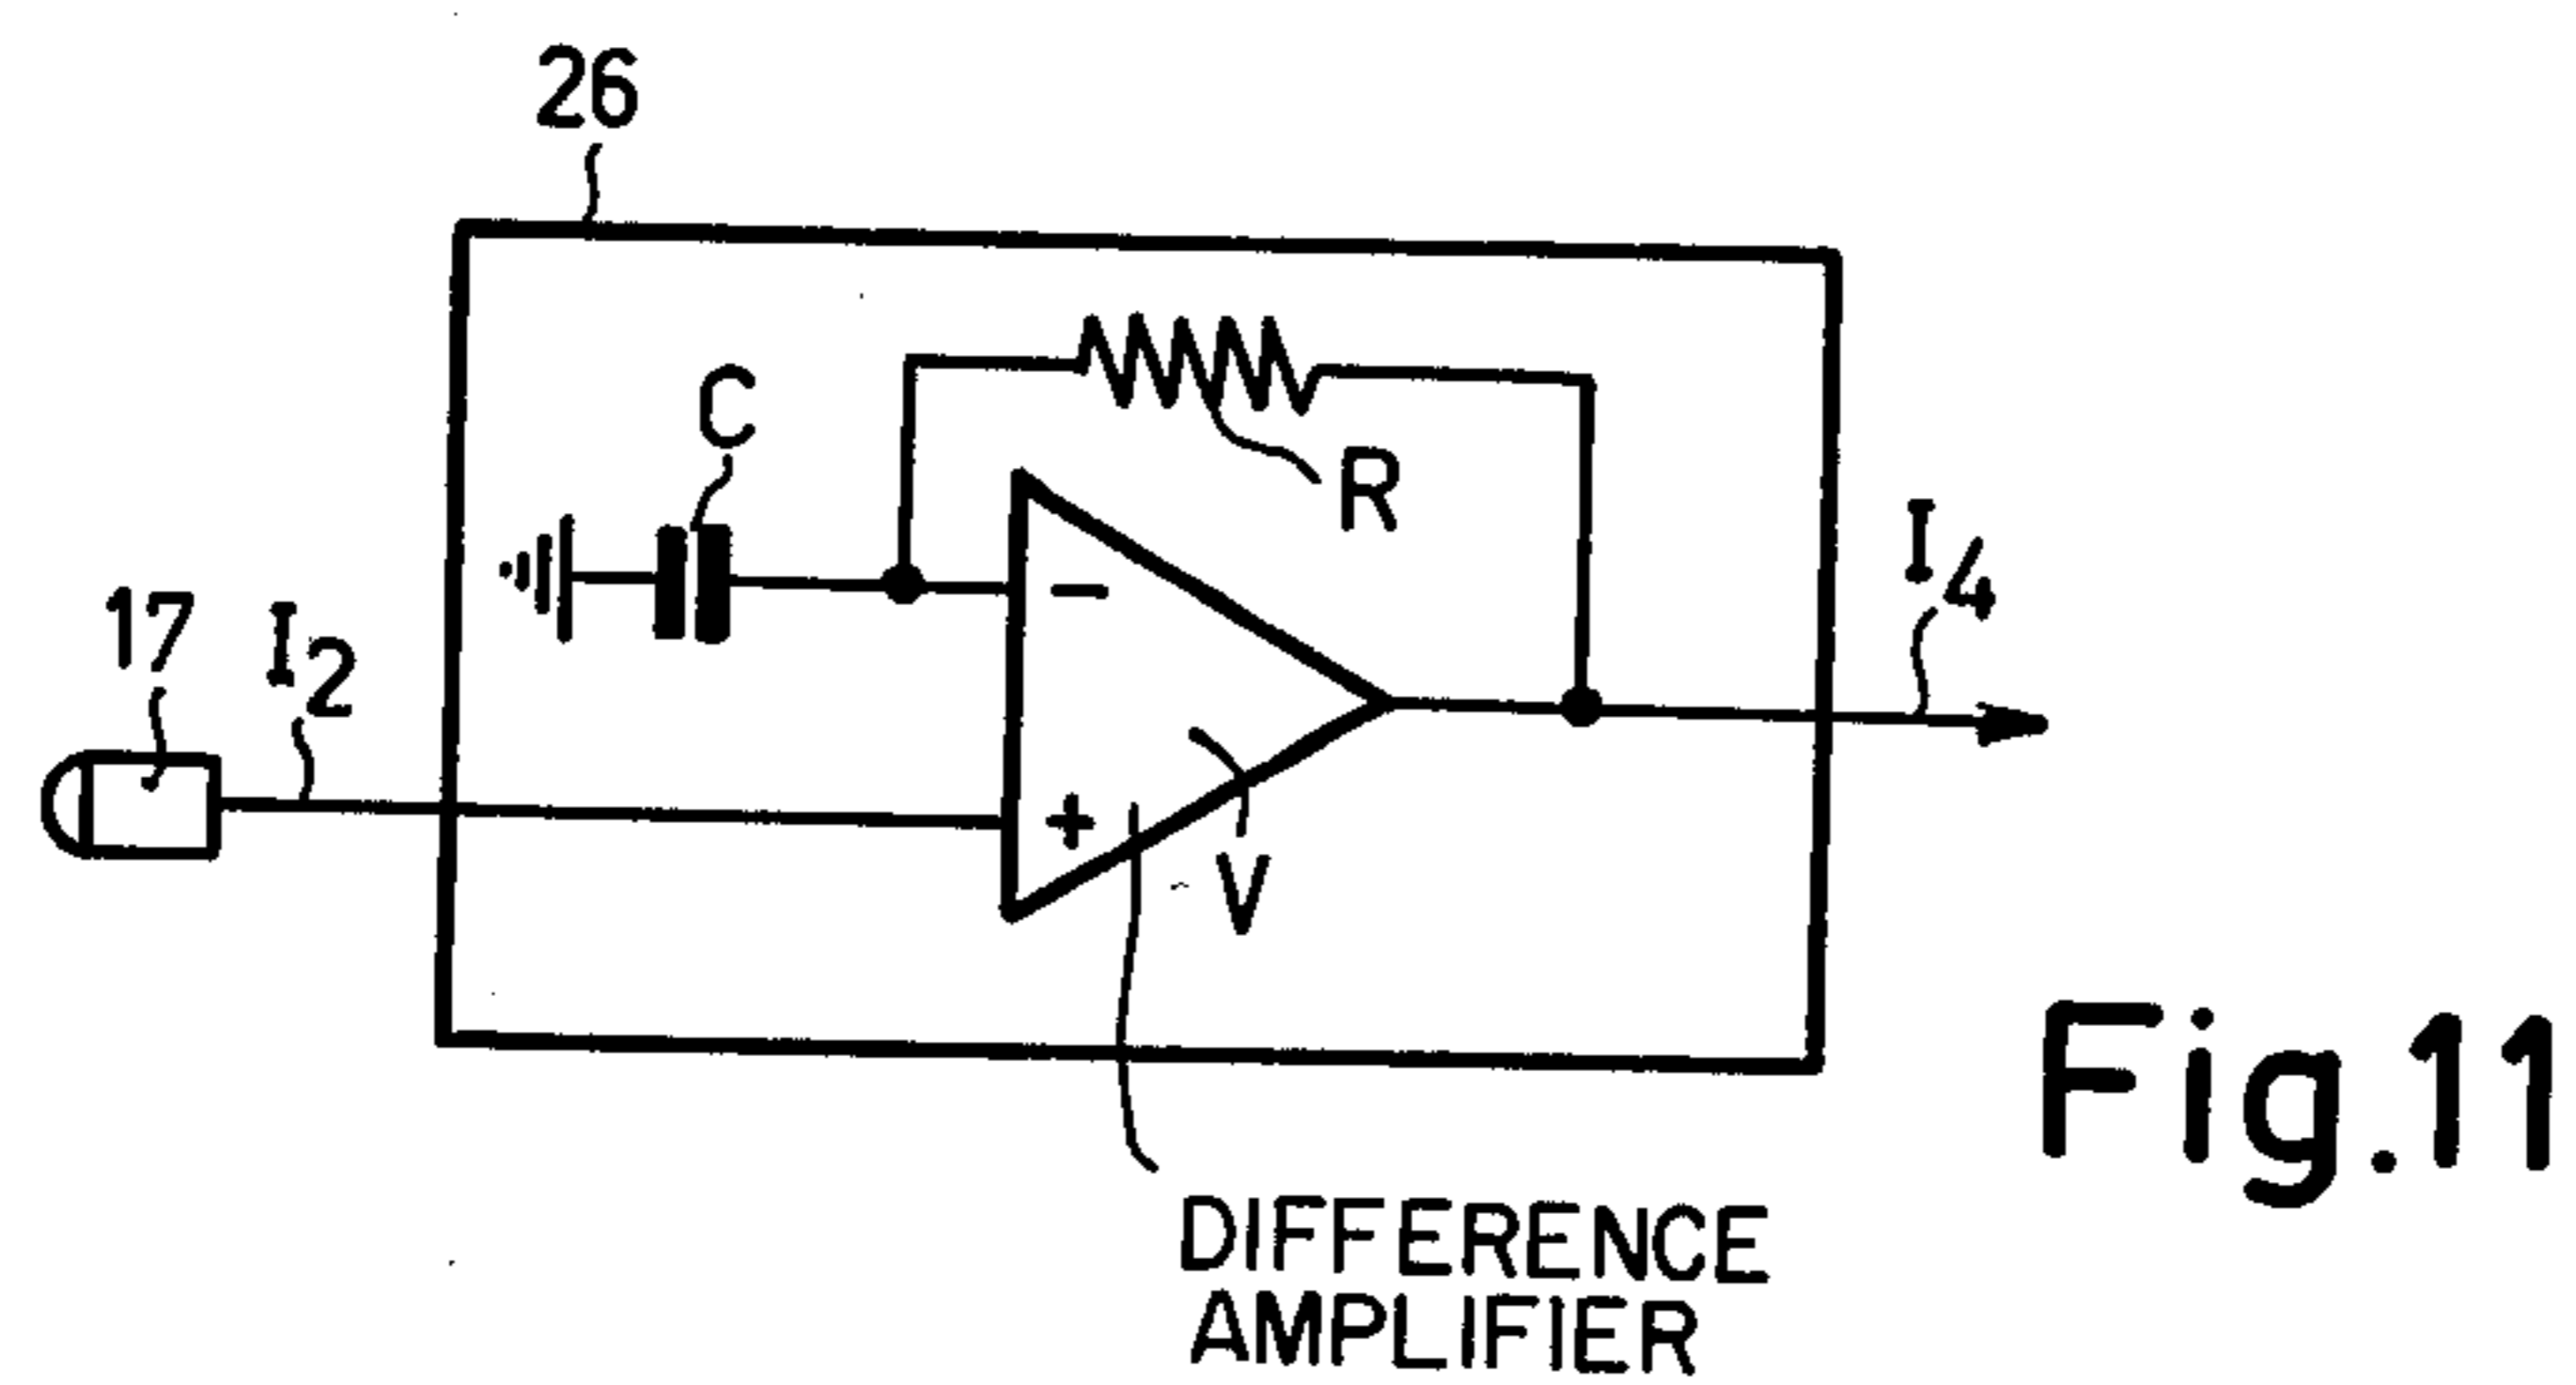 26
C
R
I4
17
I2
-
+
V
Fig.11
DIFFERENCE
AMPLIFIER